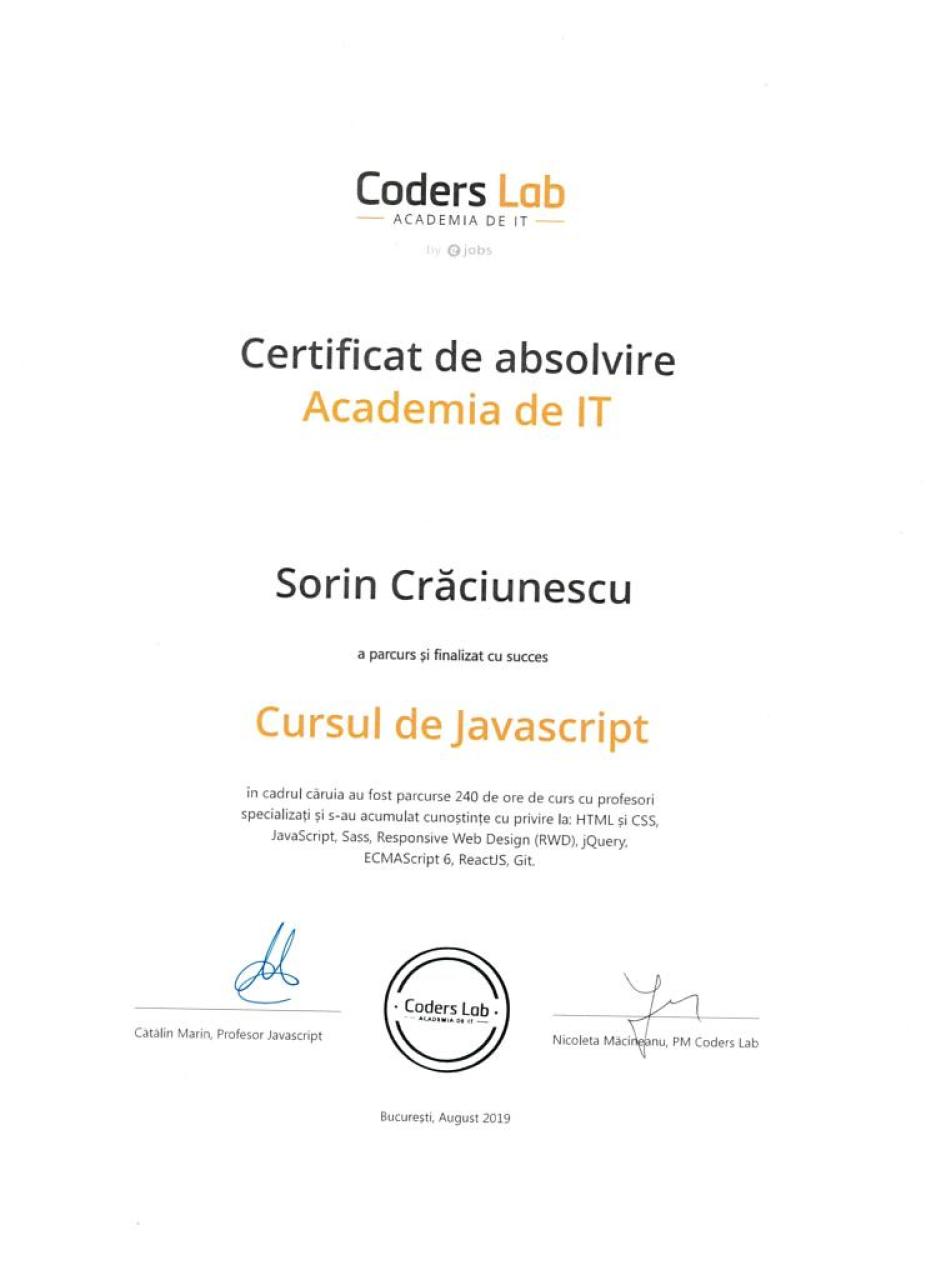 Coders Lab
ACADEMIA DE IT
by ejobs
Certificat de absolvire
Academia de IT
Sorin Crăciunescu
a parcurs și finalizat cu succes
Cursul de Javascript
în cadrul căruia au fost parcurse 240 de ore de curs cu profesori
specializați și s-au acumulat cunoștințe cu privire la: HTML și CSS,
JavaScript, Sass, Responsive Web Design (RWD), jQuery,
ECMAScript 6, ReactJS, Git.
Cătălin Marin, Profesor Javascript
Coders Lab
ACADEMIA DE IT
Nicoleta Măcineanu, PM Coders Lab
București, August 2019